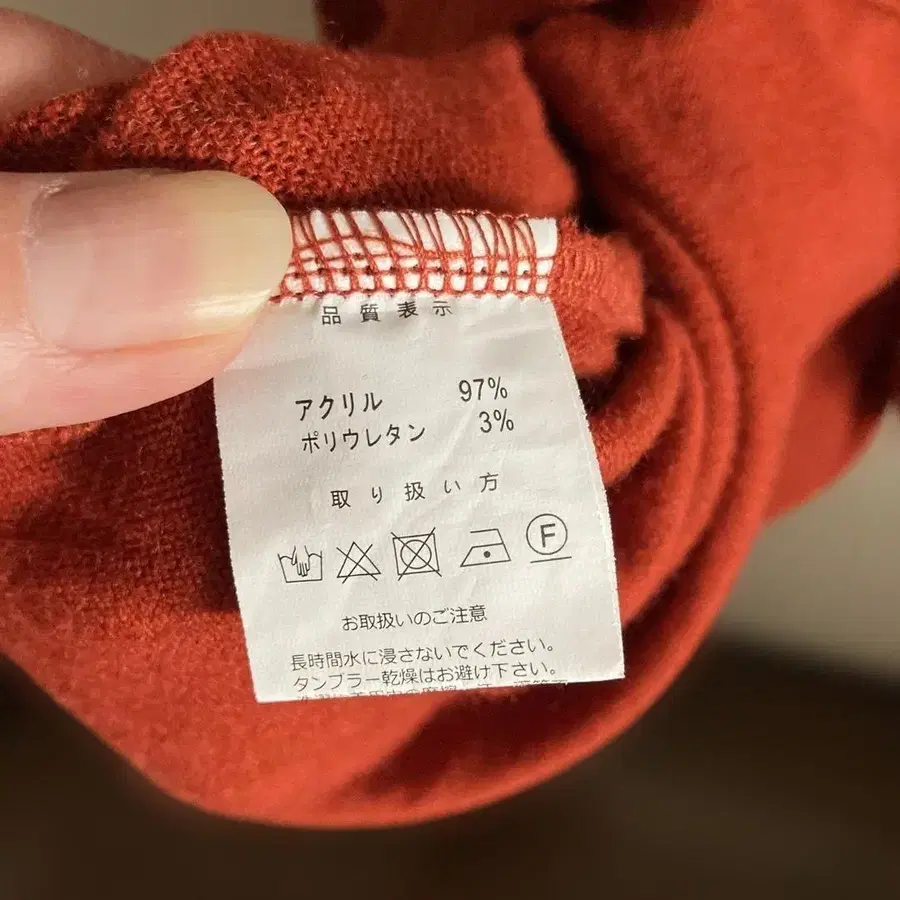 品質表示
アクリル 97%
ポリウレタン 3%
取り扱い方
F
お取扱いのご注意
長時間水に浸さないでください。
タンブラー乾燥はお避け下さい。